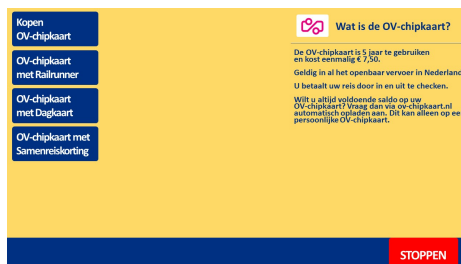 Kopen
OV-chipkaart
OV-chipkaart
met Railrunner
OV-chipkaart
met Dagkaart
OV-chipkaart met
Samenreiskorting
Wat is de OV-chipkaart?
De OV-chipkaart is 5 jaar te gebruiken
en kost eenmalig € 7,50.
Geldig in al het openbaar vervoer in Nederland
U betaalt uw reis door in en uit te checken.
Wilt u altijd voldoende saldo op uw
OV-chipkaart? Vraag dan via ov-chipkaart.nl
automatisch opladen aan. Dit kan alleen op ee
persoonlijke OV-chipkaart.
STOPPEN